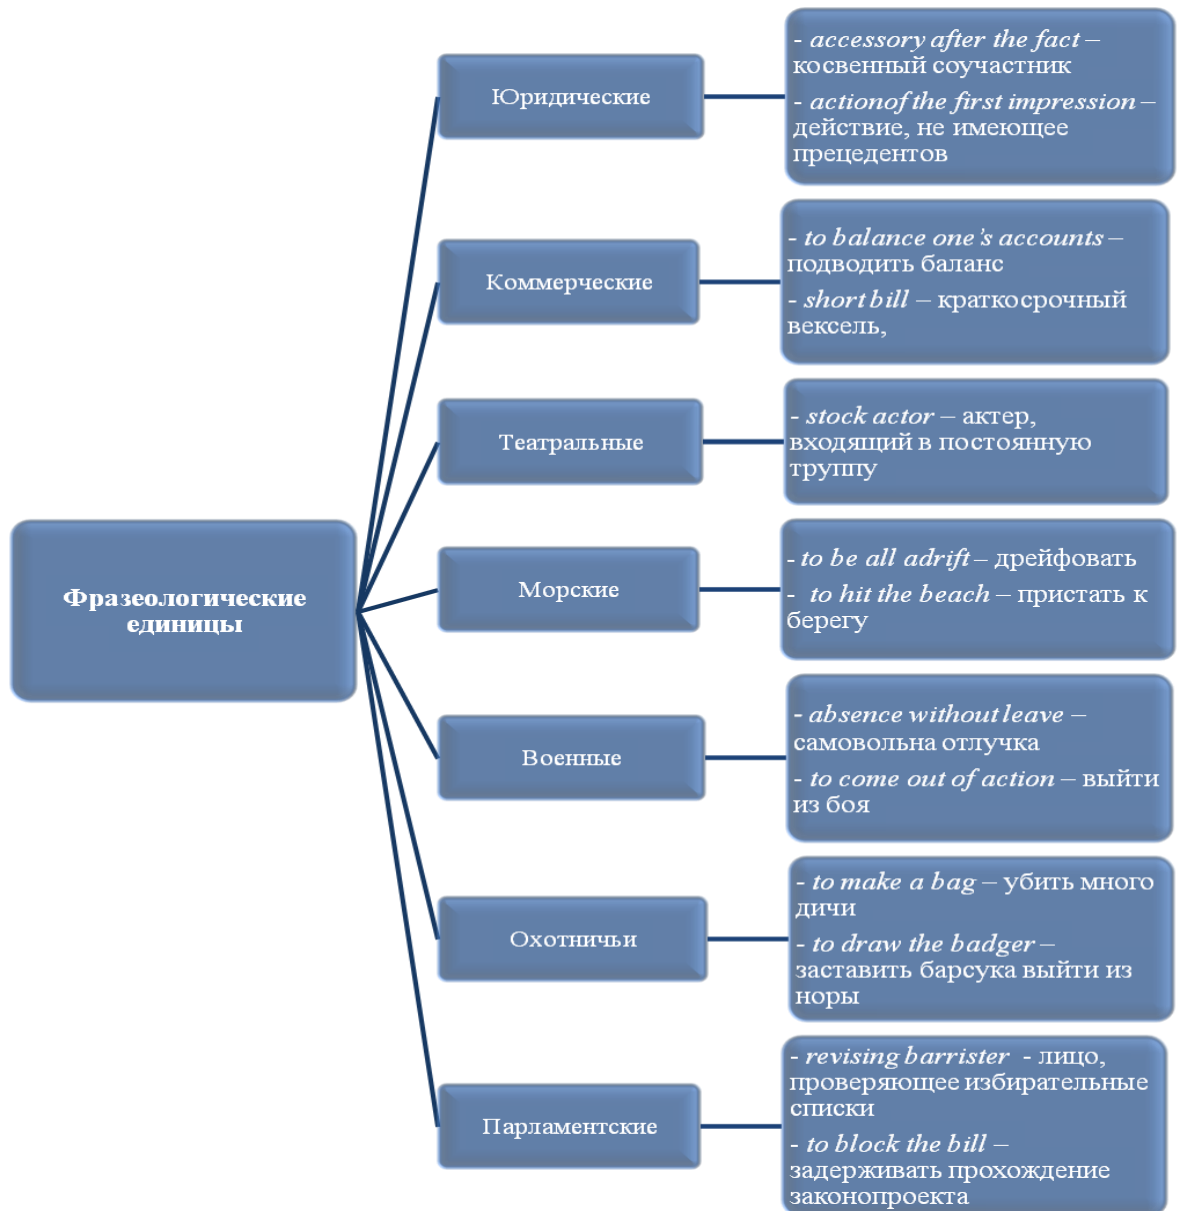 Фразеологические
единицы
Юридические
- accessory after the fact –
косвенный соучастник
- actionof the first impression –
действие, не имеющее
прецедентов
Коммерческие
- to balance one’s accounts –
подводить баланс
- short bill – краткосрочный
вексель,
Театральные
- stock actor – актер,
входящий в постоянную
труппу
Морские
- to be all adrift – дрейфовать
- to hit the beach – пристать к
берегу
Военные
- absence without leave –
самовольна отлучка
- to come out of action – выйти
из боя
Охотничьи
- to make a bag – убить много
дичи
- to draw the badger –
заставить барсука выйти из
норы
Парламентские
- revising barrister - лицо,
проверяющее избирательные
списки
- to block the bill –
задерживать прохождение
законопроекта